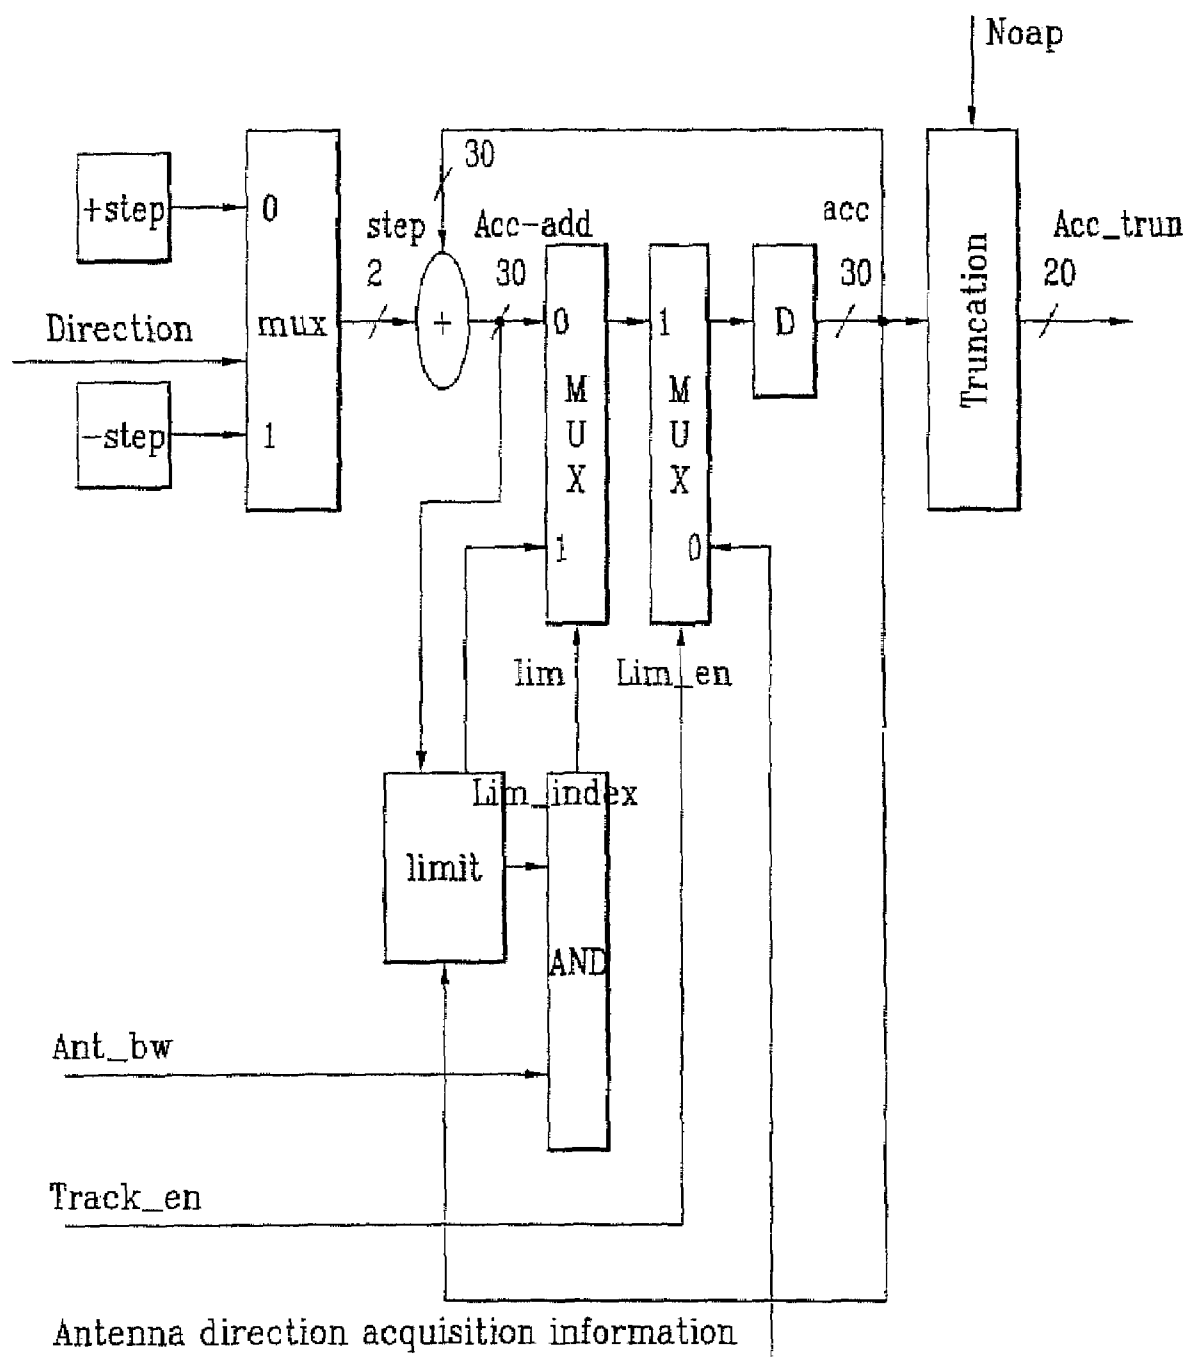 Noap
30
+step
0
step
Acc-add
acc
Acc_trun
2
30
30
20
Direction
mux
+
0
1
D
Truncation
M
U
X
M
U
X
-step
1
1
0
lim
Lim_en
Lim_index
limit
AND
Ant_bw
Track_en
Antenna direction acquisition information